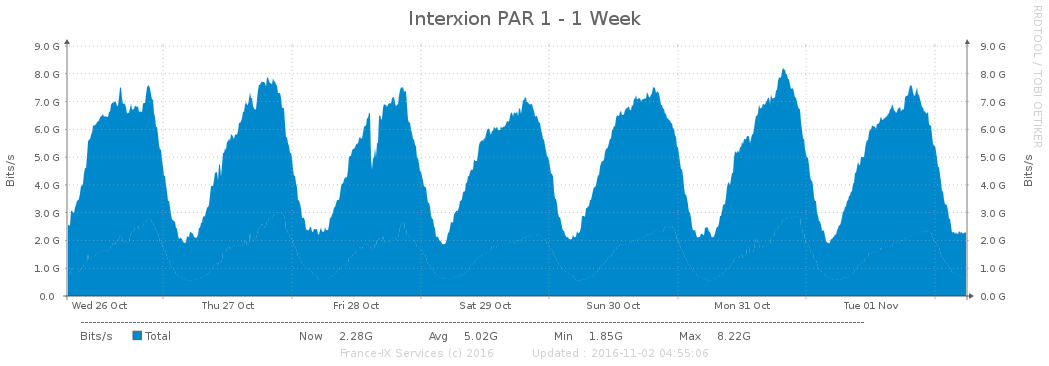 Interxion PAR 1 - 1 Week
RRDTOOL / TOBI OETIKER
9.0 G 9.0 G
8.0 G 8.0 G
7.0 G 7.0 G
6.0 G 6.0 G
5.0 G 5.0 G
4.0 G 4.0 G
3.0 G 3.0 G
2.0 G 2.0 G
1.0 G 1.0 G
0.0 0.0 G
Bits/s Bits/s
Wed 26 Oct Thu 27 Oct Fri 28 Oct Sat 29 Oct Sun 30 Oct Mon 31 Oct Tue 01 Nov
Bits/s Total Now 2.28G Avg 5.02G Min 1.85G Max 8.22G
France-IX Services (c) 2016 Updated : 2016-11-02 04:55:06